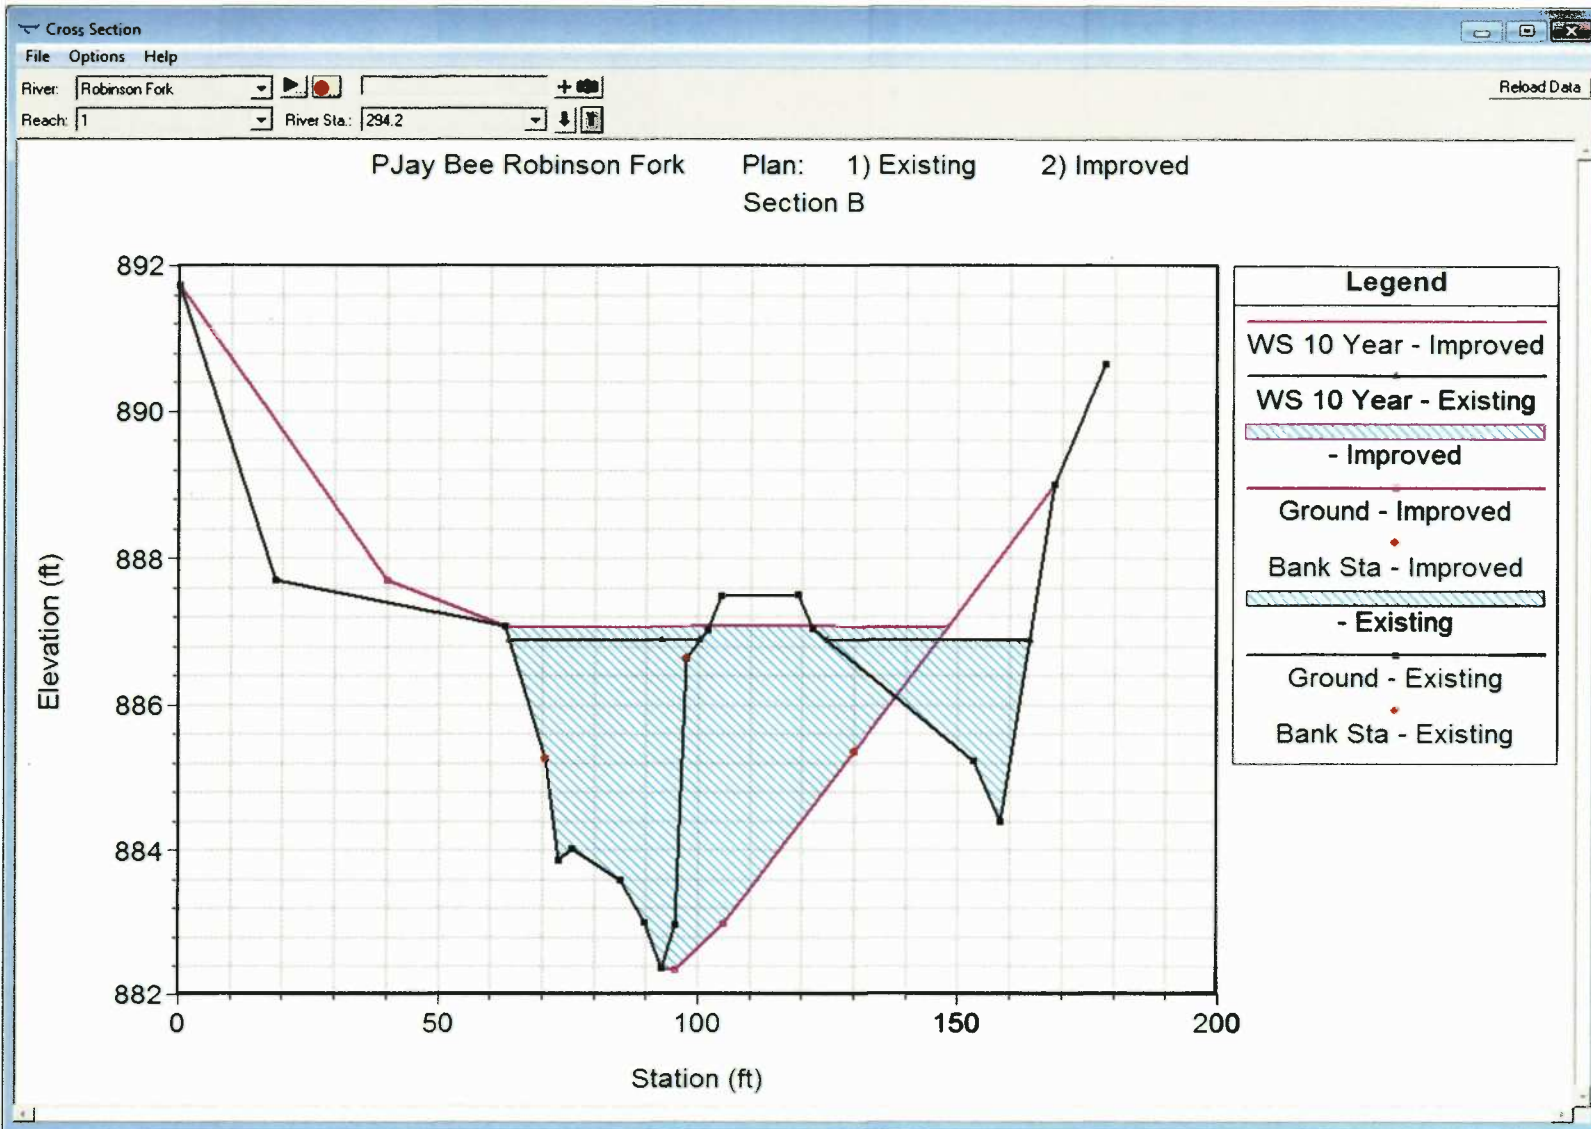 Cross Section
File Options Help
River: Robinson Fork
Reload Data
Reach: 1 River Sta.: 294.2
PJay Bee Robinson Fork Plan: 1) Existing 2) Improved
Section B
Elevation (ft)
892
890
888
886
884
882
0 50 100 150 200
Station (ft)
Legend
WS 10 Year - Improved
WS 10 Year - Existing
- Improved
Ground - Improved
Bank Sta - Improved
- Existing
Ground - Existing
Bank Sta - Existing